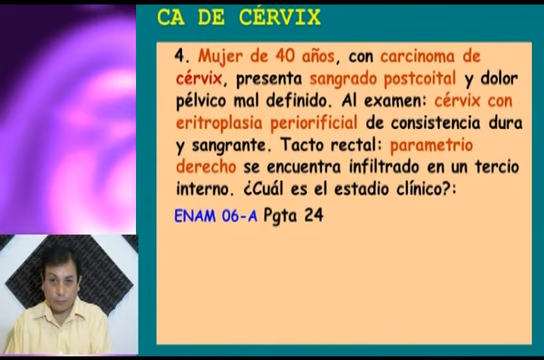 CA DE CÉRVIX
4. Mujer de 40 años, con carcinoma de
cérvix, presenta sangrado postcoital y dolor
pélvico mal definido. Al examen: cérvix con
eritroplasia periorificial de consistencia dura
y sangrante. Tacto rectal: parametrio
derecho se encuentra infiltrado en un tercio
interno. ¿Cuál es el estadio clínico?:
ENAM 06-A Pgta 24